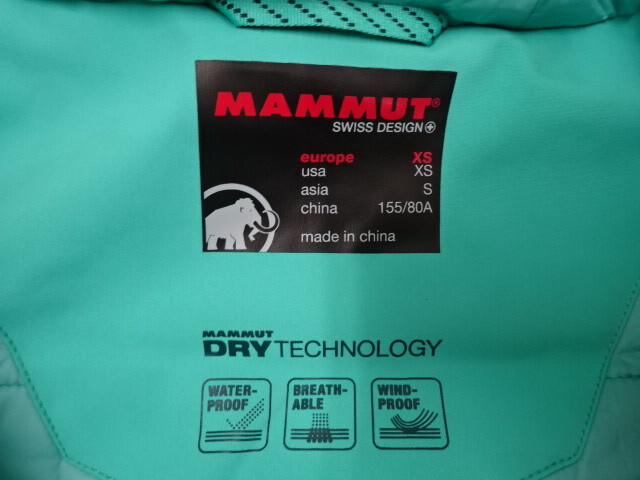 MAMMUT®
SWISS DESIGN
europe XS
usa XS
asia S
china 155/80A
made in china
MAMMUT
DRY TECHNOLOGY
WATER- BREATH- WIND-
PROOF ABLE PROOF